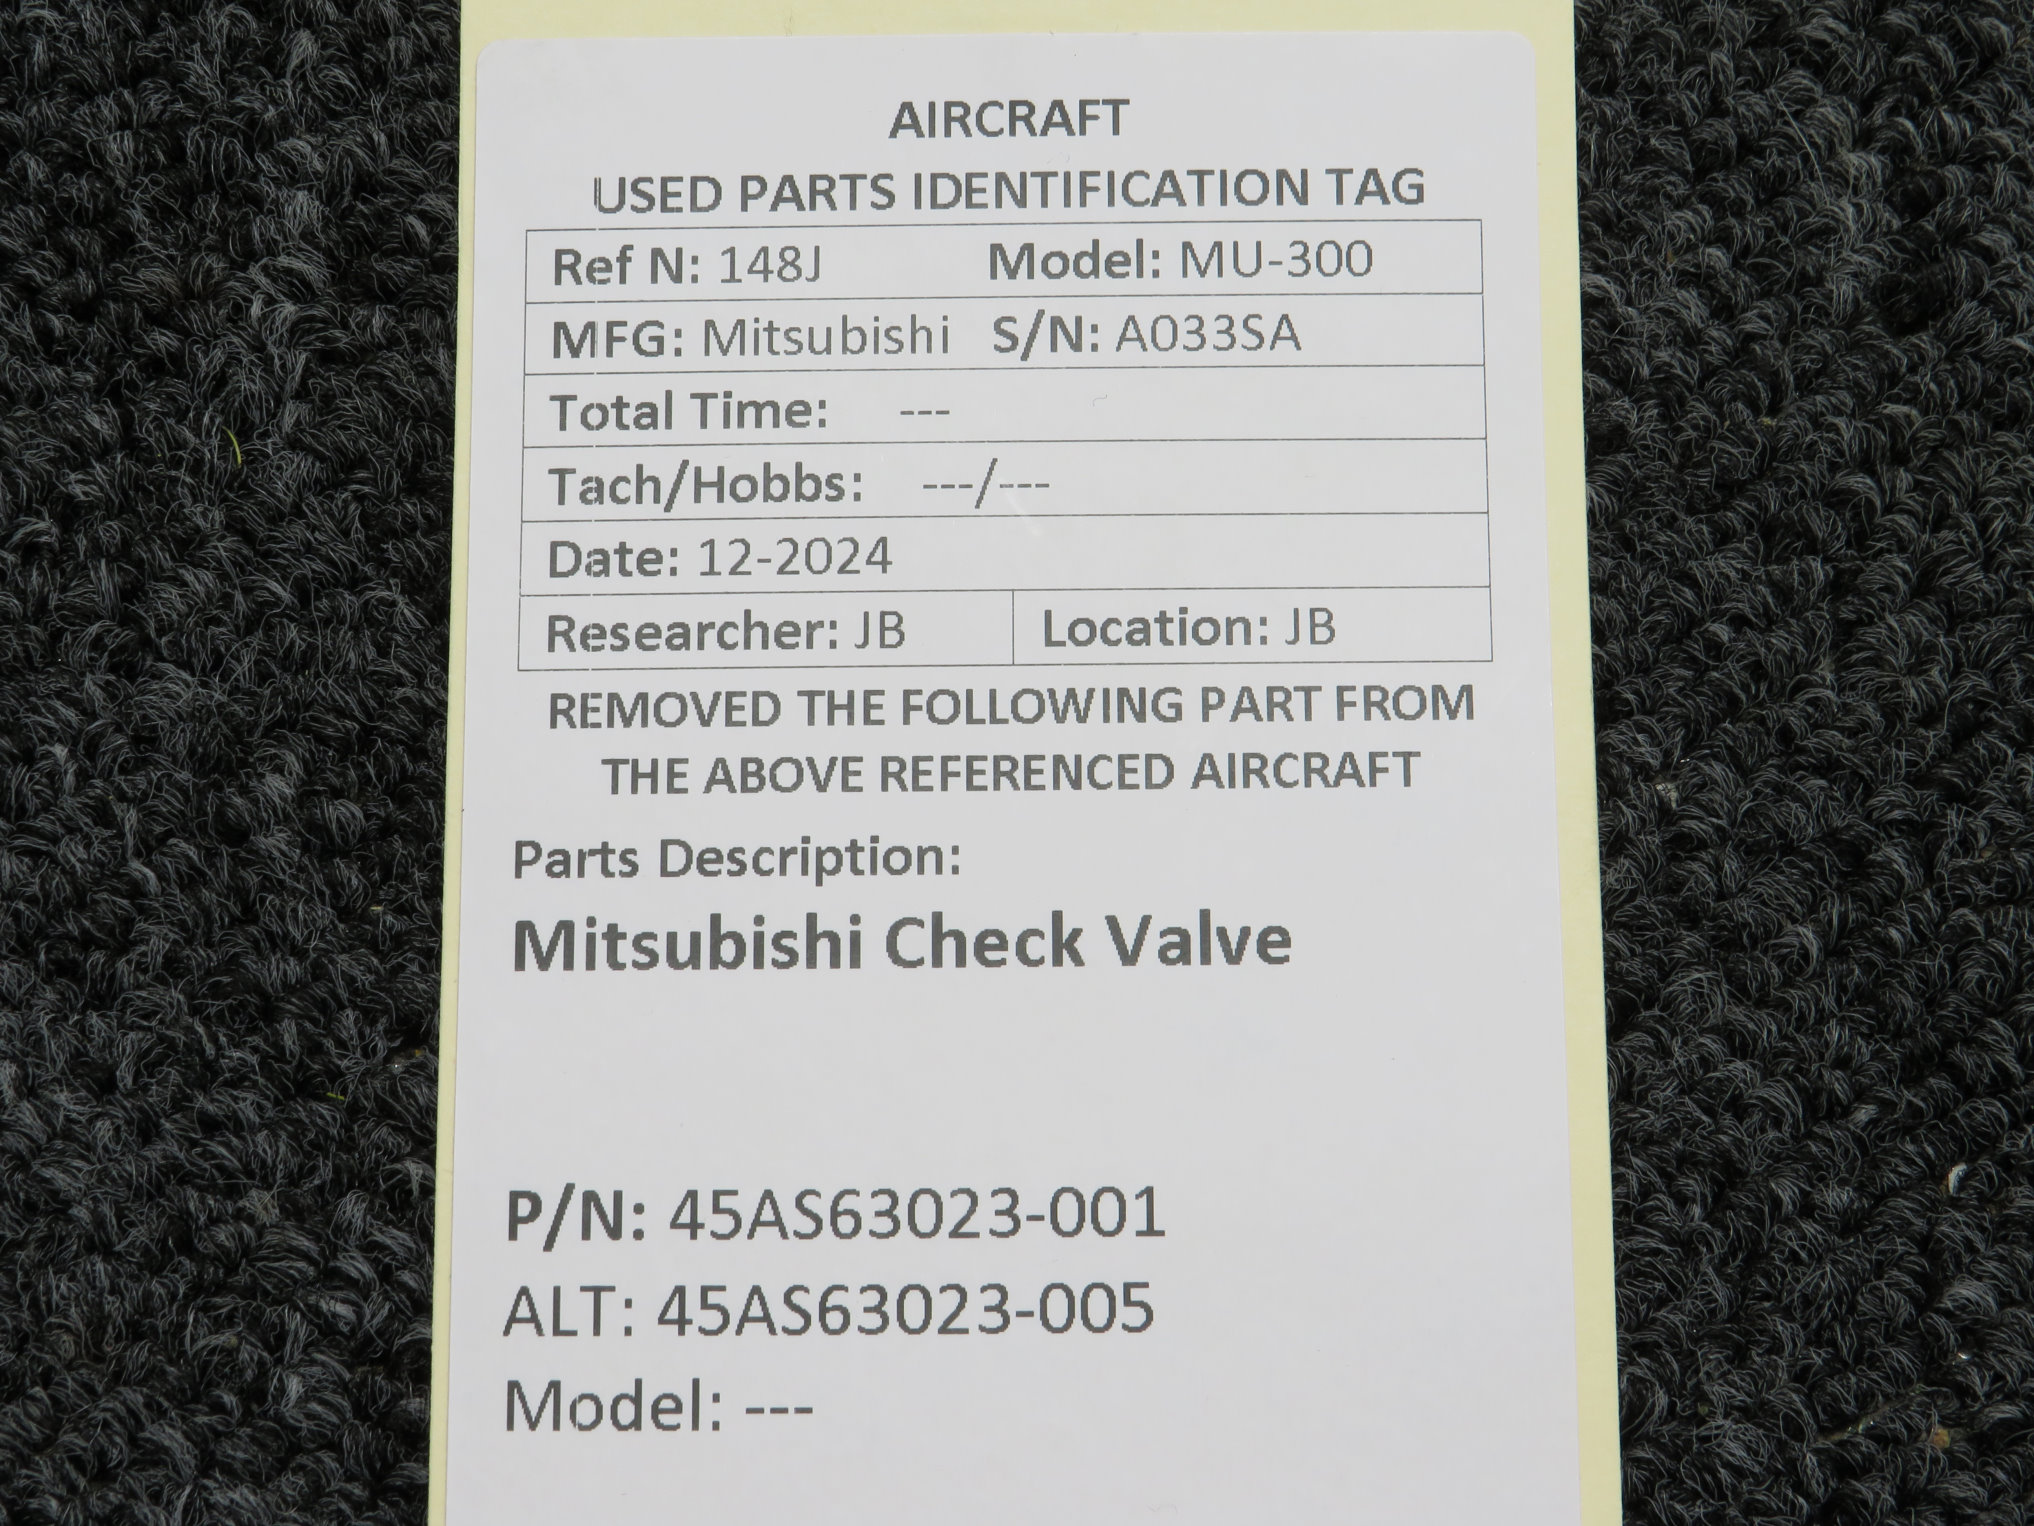 AIRCRAFT
USED PARTS IDENTIFICATION TAG
Ref N: 148J Model: MU-300
MFG: Mitsubishi S/N: A033SA
Total Time: ---
Tach/Hobbs: ---/---
Date: 12-2024
Researcher: JB Location: JB
REMOVED THE FOLLOWING PART FROM
THE ABOVE REFERENCED AIRCRAFT
Parts Description:
Mitsubishi Check Valve
P/N: 45AS63023-001
ALT: 45AS63023-005
Model: ---